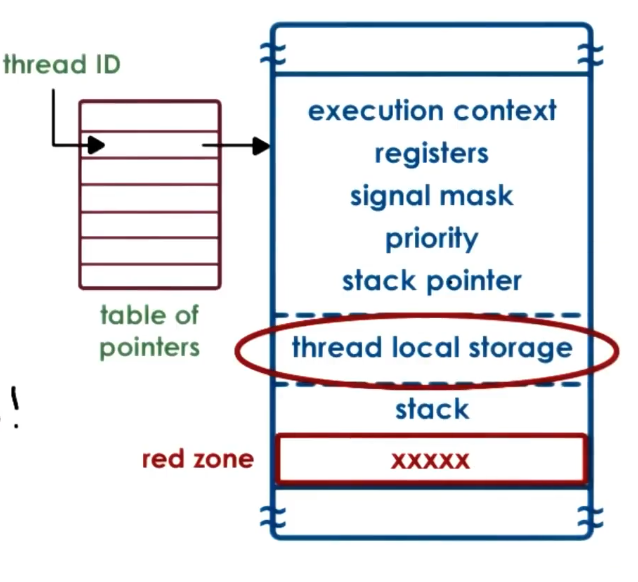 thread ID
table of
pointers
execution context
registers
signal mask
priority
stack pointer
thread local storage
stack
red zone
xxxxx
!